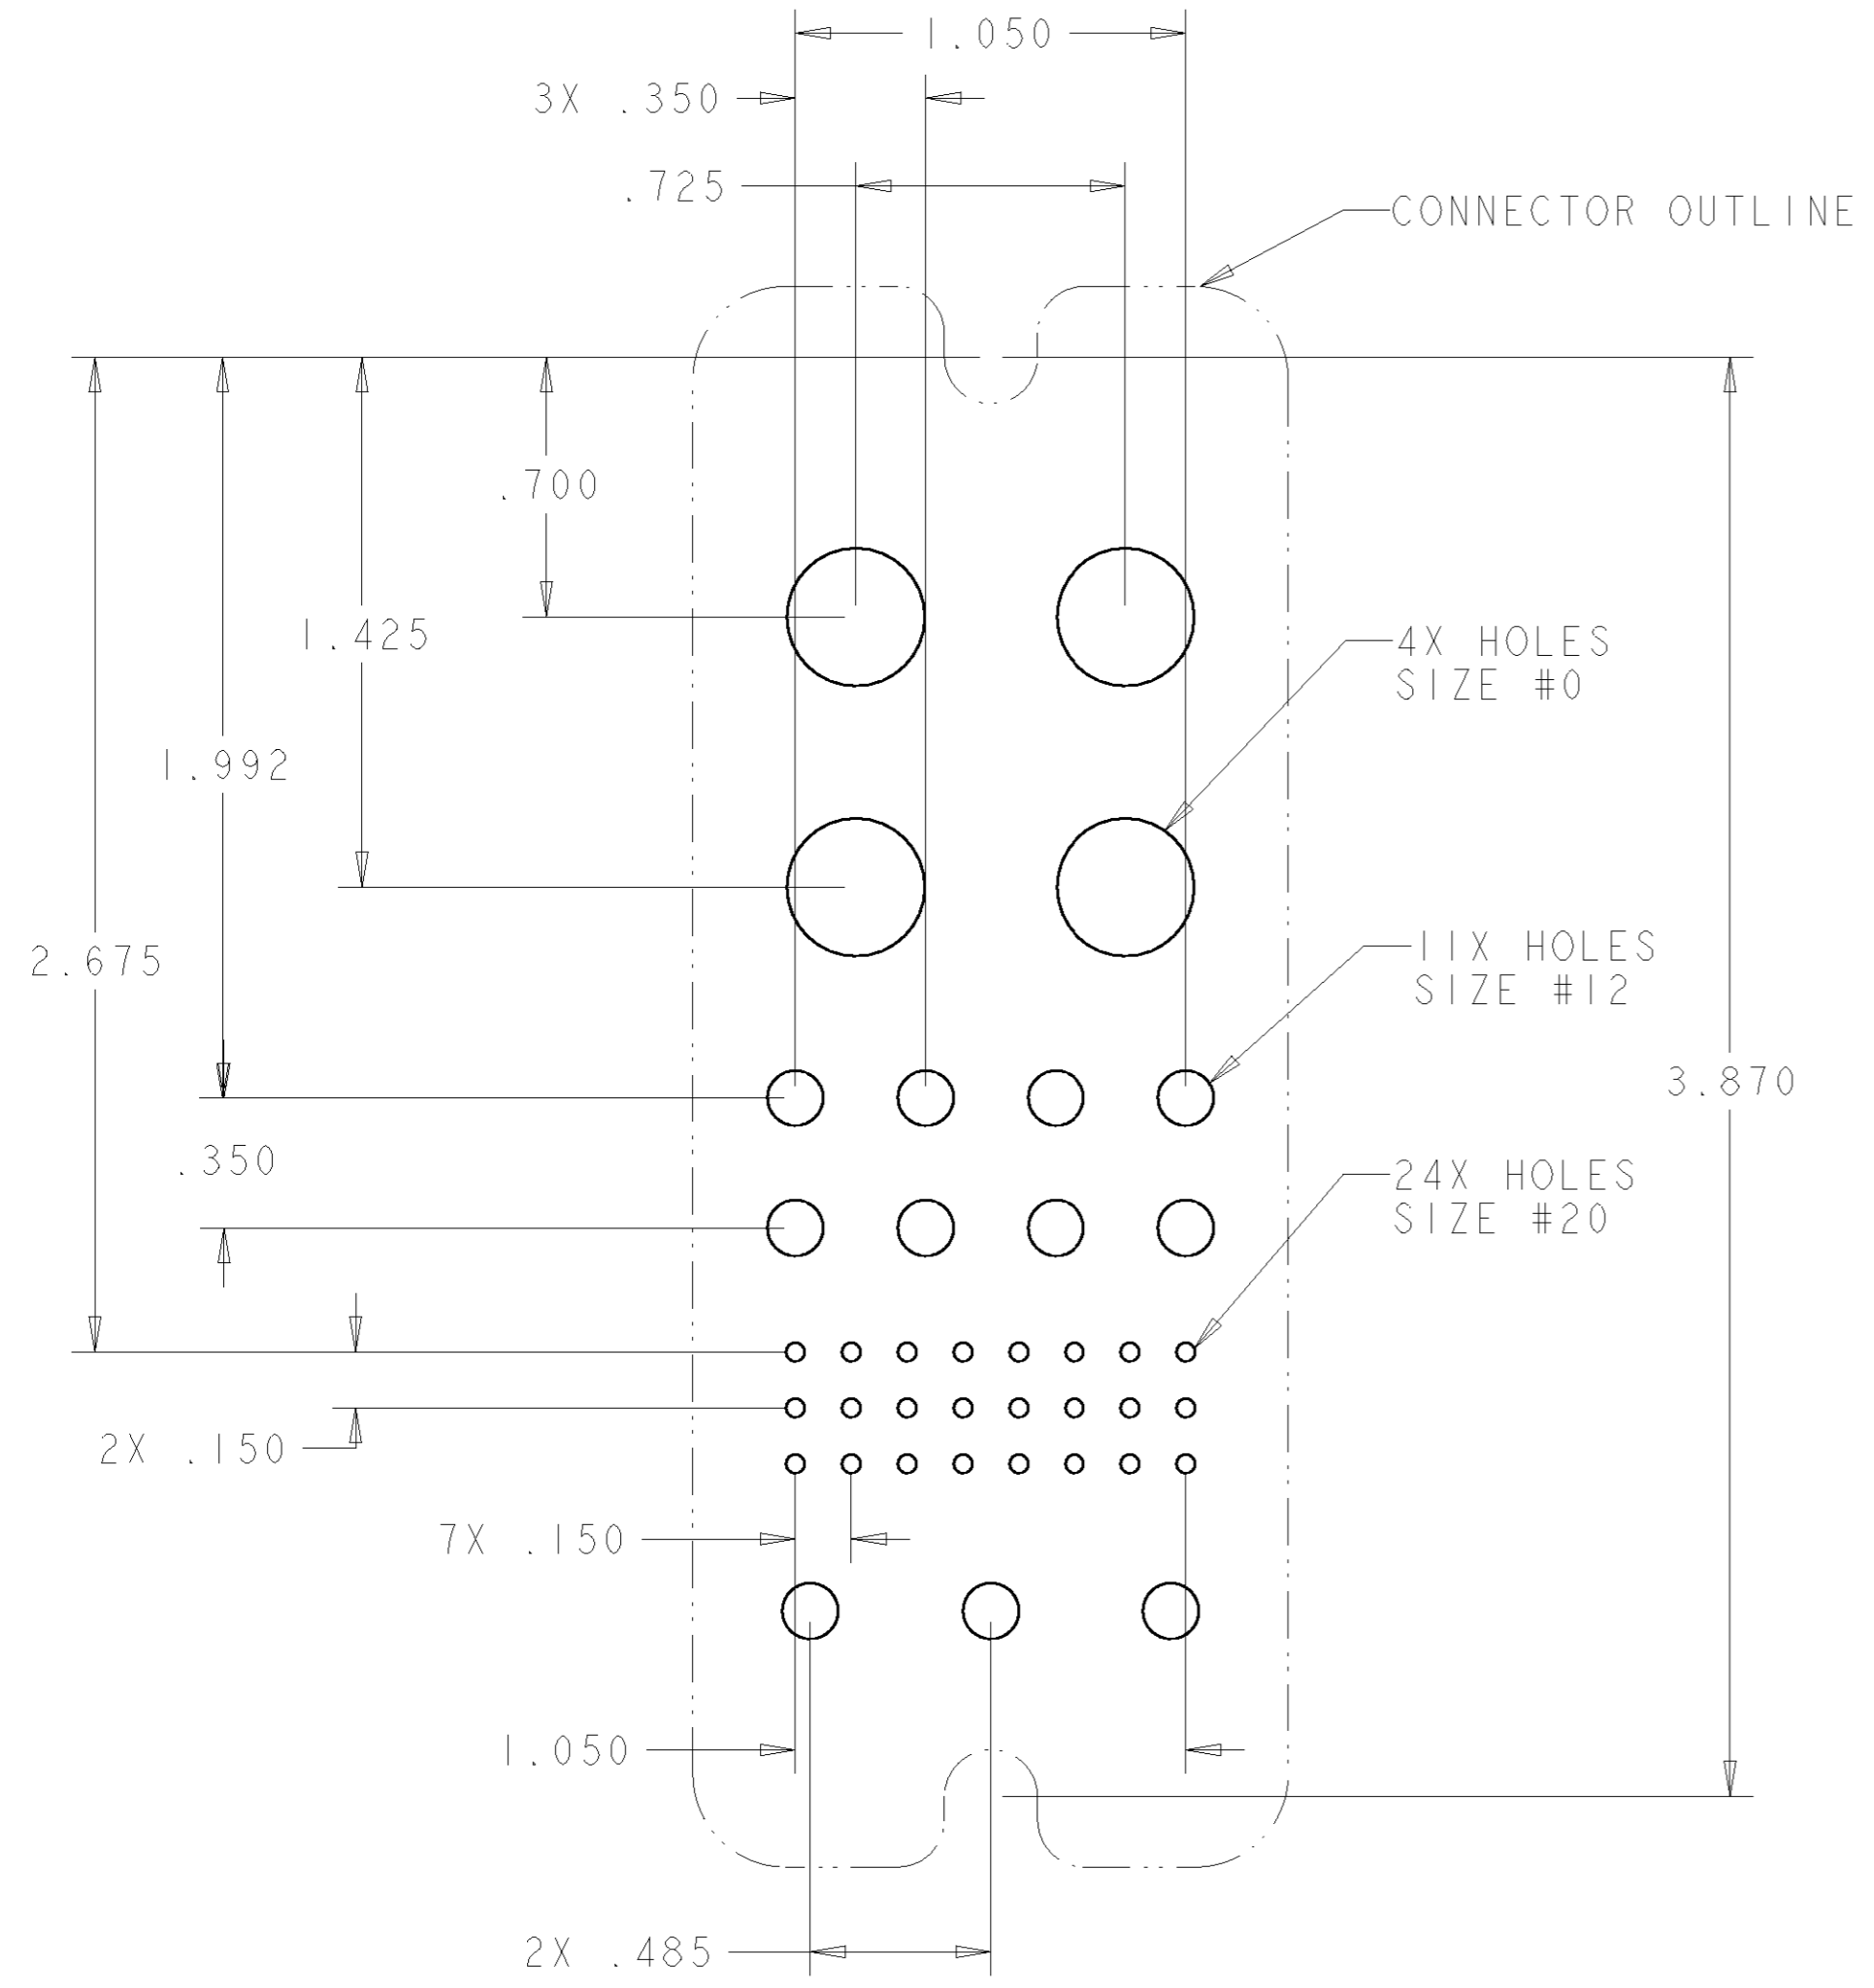 1.050
3X .350
.725
CONNECTOR OUTLINE
.700
1.425
4X HOLES
SIZE #0
1.992
2.675
11X HOLES
SIZE #12
3.870
.350
24X HOLES
SIZE #20
2X .150
7X .150
1.050
2X .485